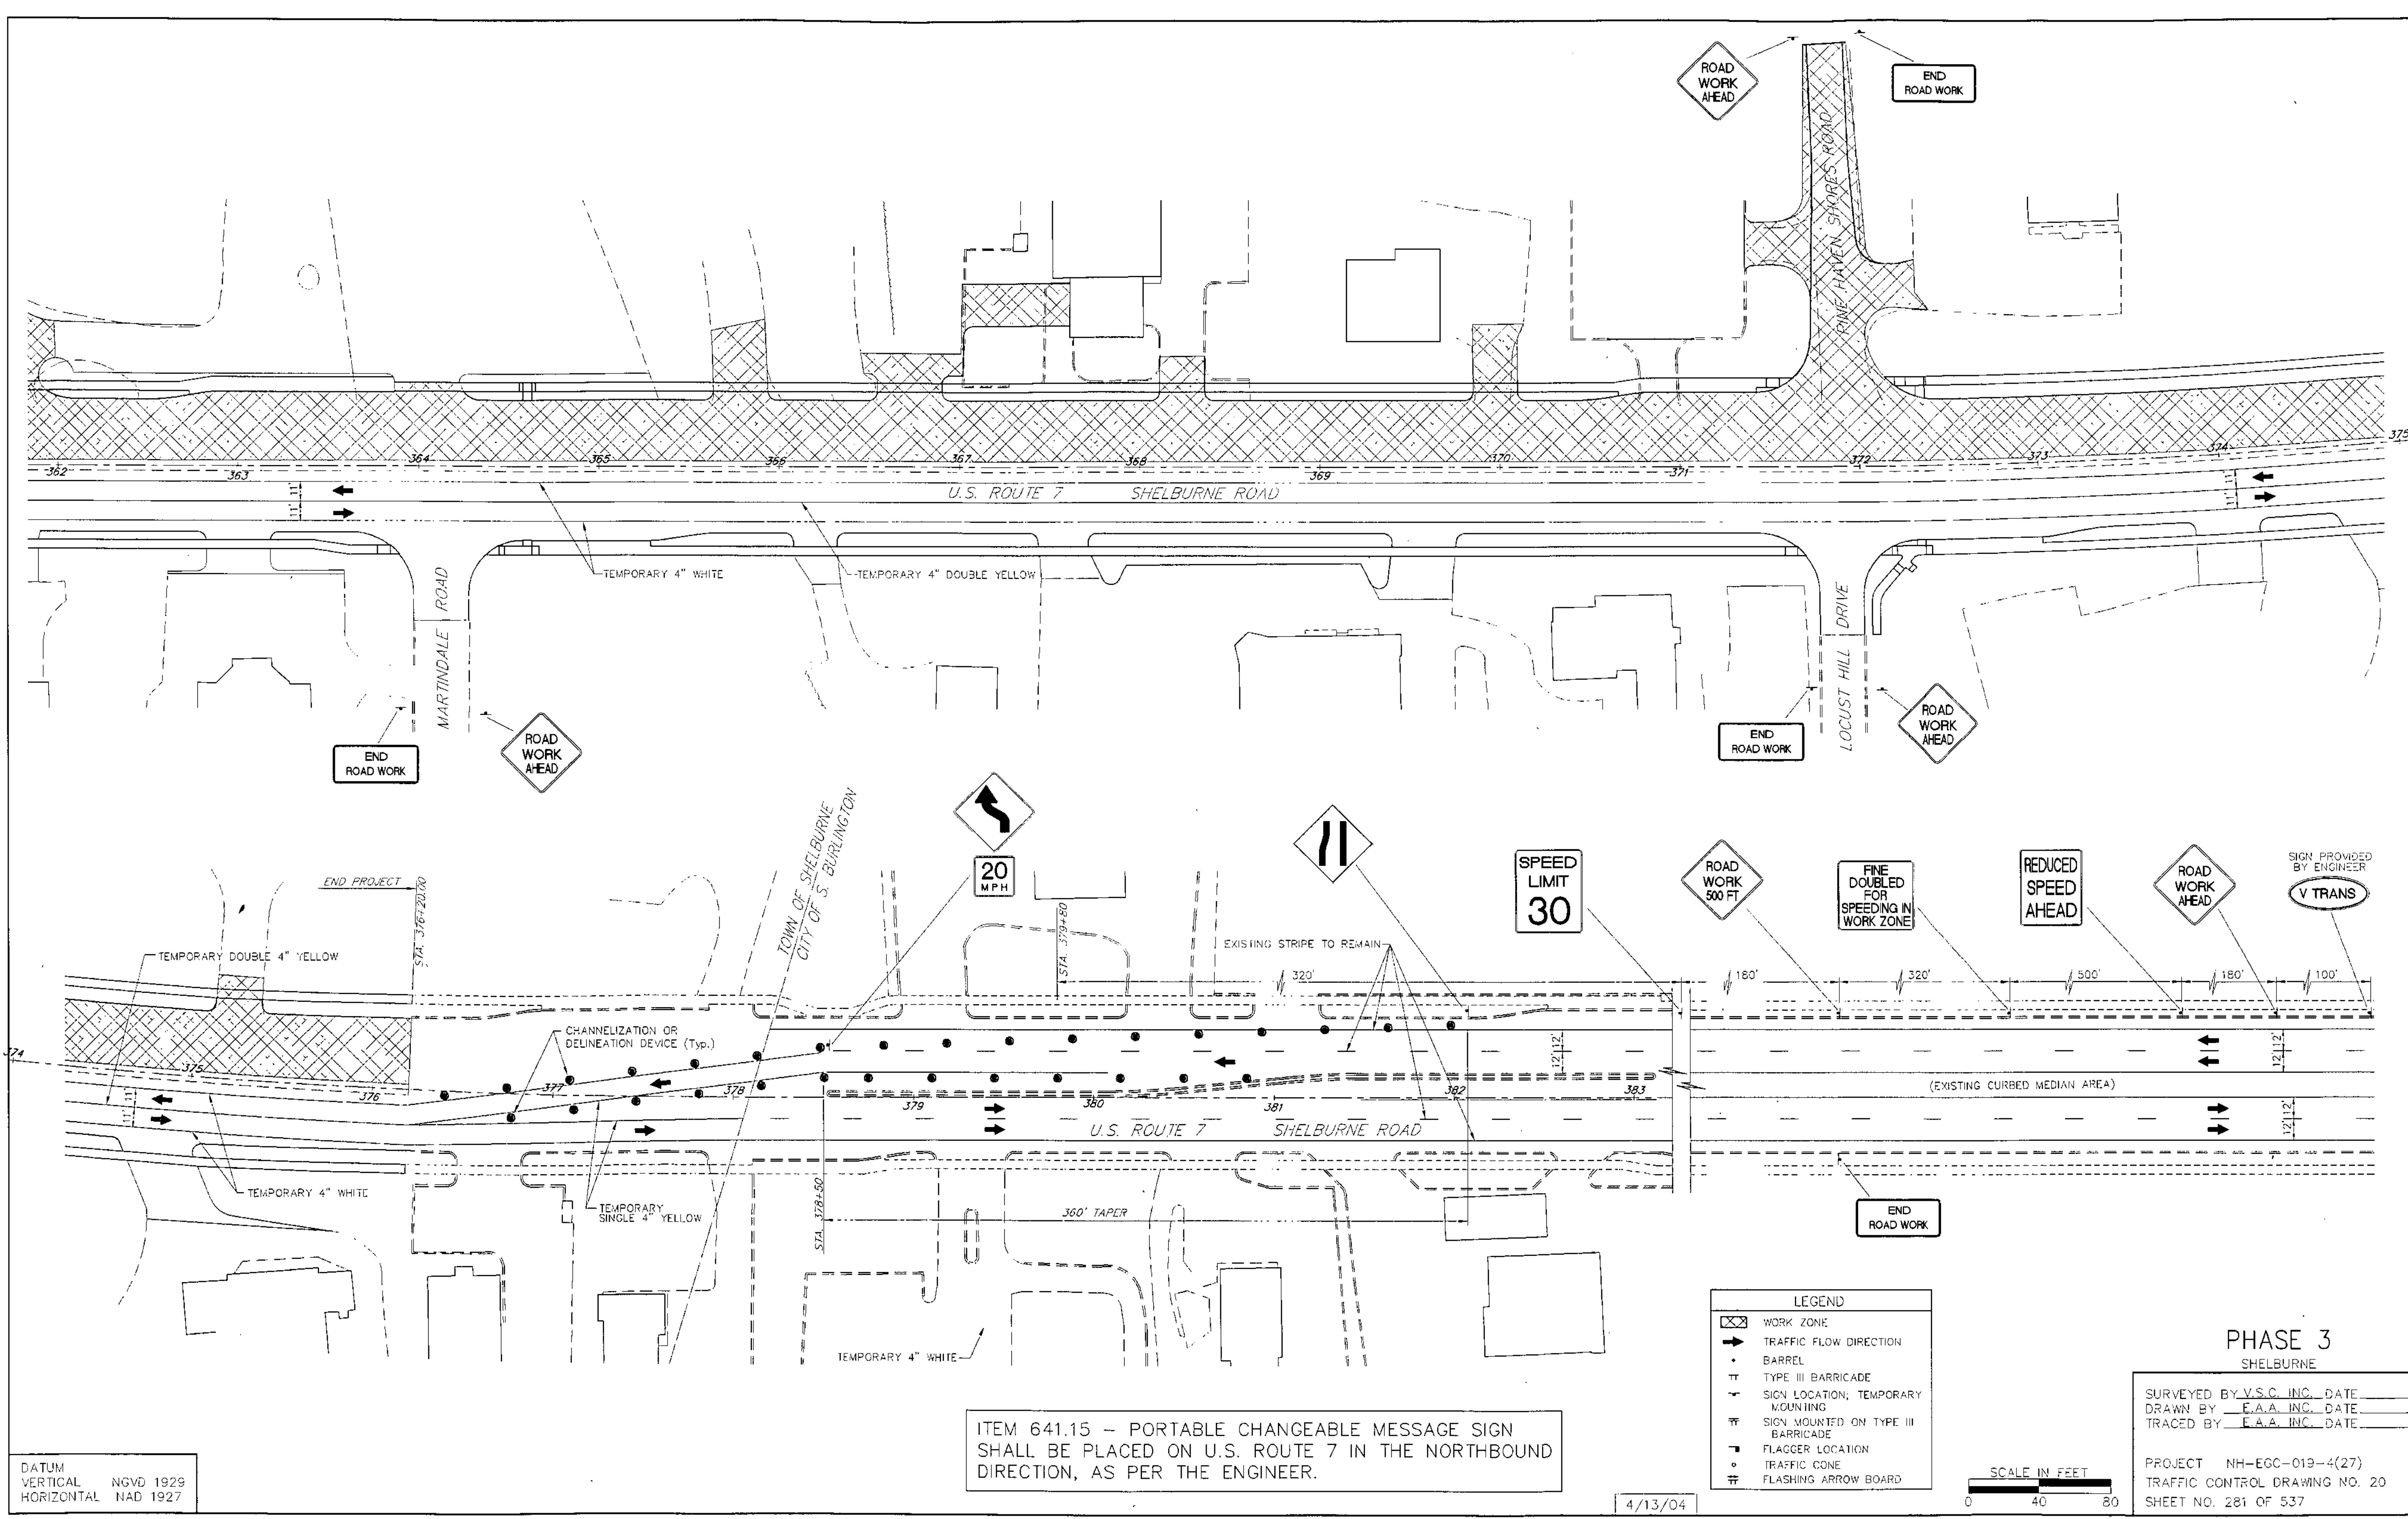 ROAD
WORK
AHEAD
END
ROAD WORK
PINE HAVEN SHORES ROAD
362
363
364
365
366
367
368
369
370
371
372
373
374
375
11' 11'
U.S. ROUTE 7 SHELBURNE ROAD
11' 11'
TEMPORARY 4" WHITE
TEMPORARY 4" DOUBLE YELLOW
MARTINDALE ROAD
LOCUST HILL DRIVE
END
ROAD WORK
ROAD
WORK
AHEAD
END
ROAD WORK
ROAD
WORK
AHEAD
END PROJECT
STA. 376+20.00
TOWN OF SHELBURNE
CITY OF S. BURLINGTON
20
MPH
STA. 379+80
SPEED
LIMIT
30
ROAD
WORK
500 FT
FINE
DOUBLED
FOR
SPEEDING IN
WORK ZONE
REDUCED
SPEED
AHEAD
ROAD
WORK
AHEAD
SIGN PROVIDED
BY ENGINEER
V TRANS
TEMPORARY DOUBLE 4" YELLOW
EXISTING STRIPE TO REMAIN
320'
180'
320'
500'
180'
100'
CHANNELIZATION OR
DELINEATION DEVICE (Typ.)
374
375
376
377
378
379
380
381
382
383
11' 11'
12' 12'
12' 12'
12' 12'
(EXISTING CURBED MEDIAN AREA)
U.S. ROUTE 7 SHELBURNE ROAD
TEMPORARY 4" WHITE
TEMPORARY
SINGLE 4" YELLOW
STA. 378+50
360' TAPER
END
ROAD WORK
TEMPORARY 4" WHITE
LEGEND
WORK ZONE
TRAFFIC FLOW DIRECTION
BARREL
TYPE III BARRICADE
SIGN LOCATION; TEMPORARY
MOUNTING
SIGN MOUNTED ON TYPE III
BARRICADE
FLAGGER LOCATION
TRAFFIC CONE
FLASHING ARROW BOARD
ITEM 641.15 – PORTABLE CHANGEABLE MESSAGE SIGN
SHALL BE PLACED ON U.S. ROUTE 7 IN THE NORTHBOUND
DIRECTION, AS PER THE ENGINEER.
DATUM
VERTICAL NGVD 1929
HORIZONTAL NAD 1927
4/13/04
SCALE IN FEET
0 40 80
PHASE 3
SHELBURNE
SURVEYED BY V.S.C. INC. DATE
DRAWN BY E.A.A. INC. DATE
TRACED BY E.A.A. INC. DATE
PROJECT NH-EGC-019-4(27)
TRAFFIC CONTROL DRAWING NO. 20
SHEET NO. 281 OF 537